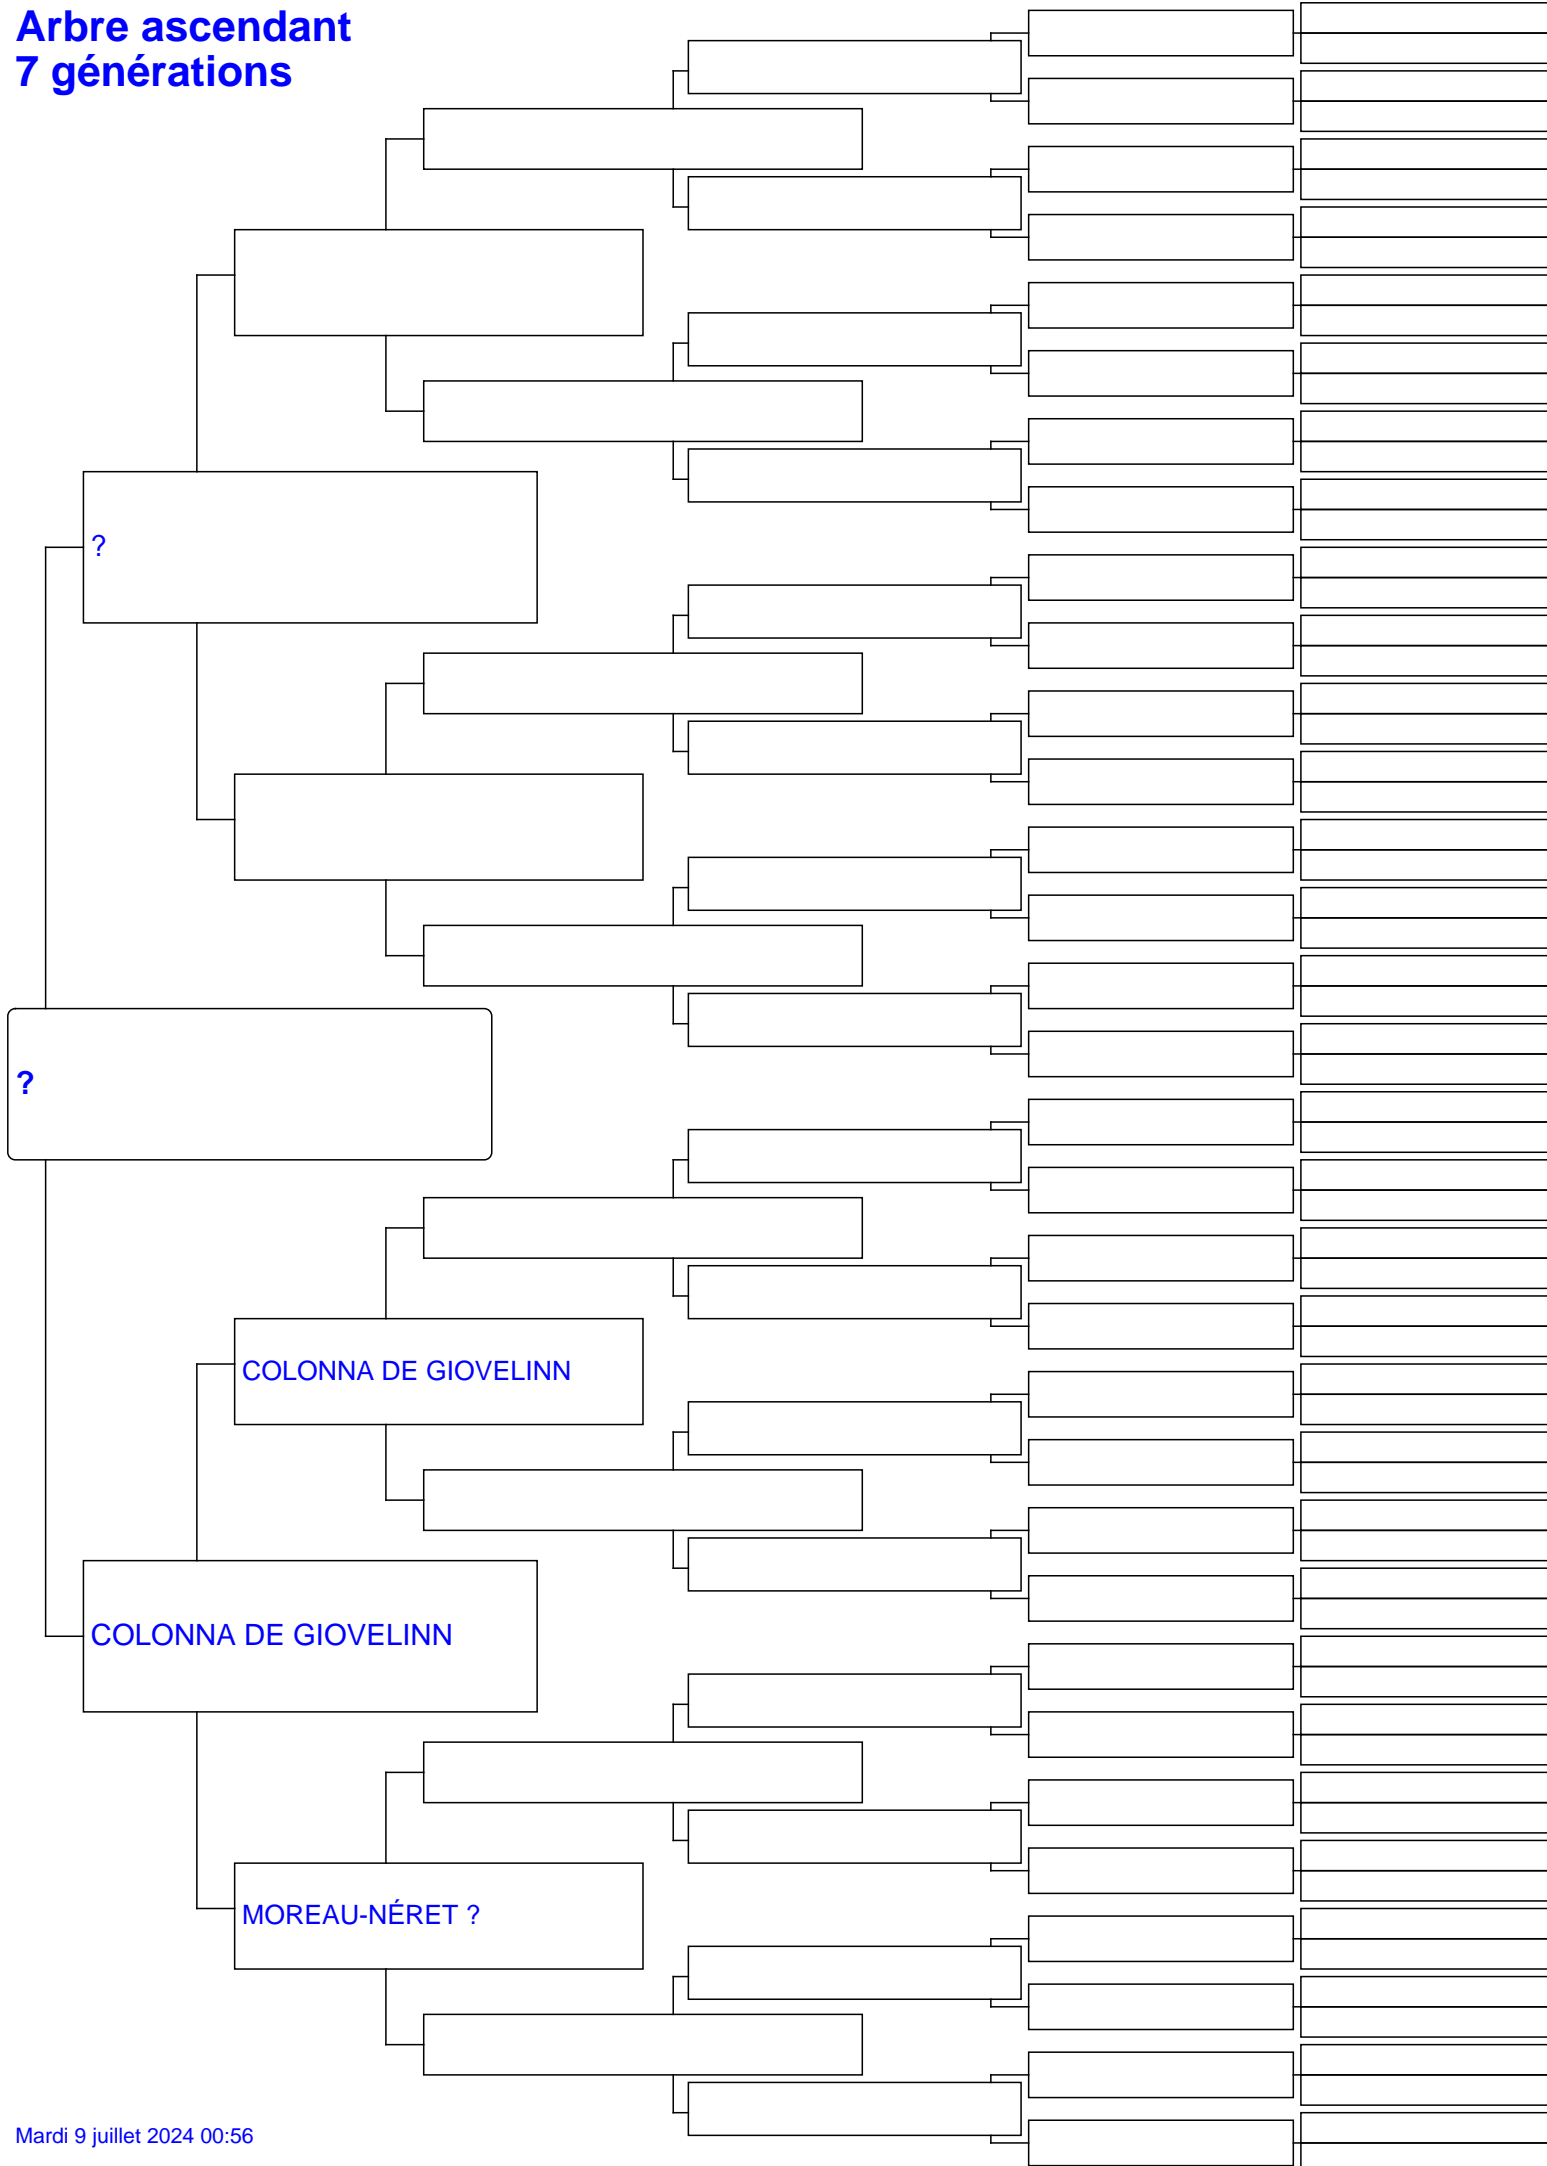 Arbre ascendant
7 générations
?
?
COLONNA DE GIOVELINN
COLONNA DE GIOVELINN
MOREAU-NÉRET ?
Mardi 9 juillet 2024 00:56